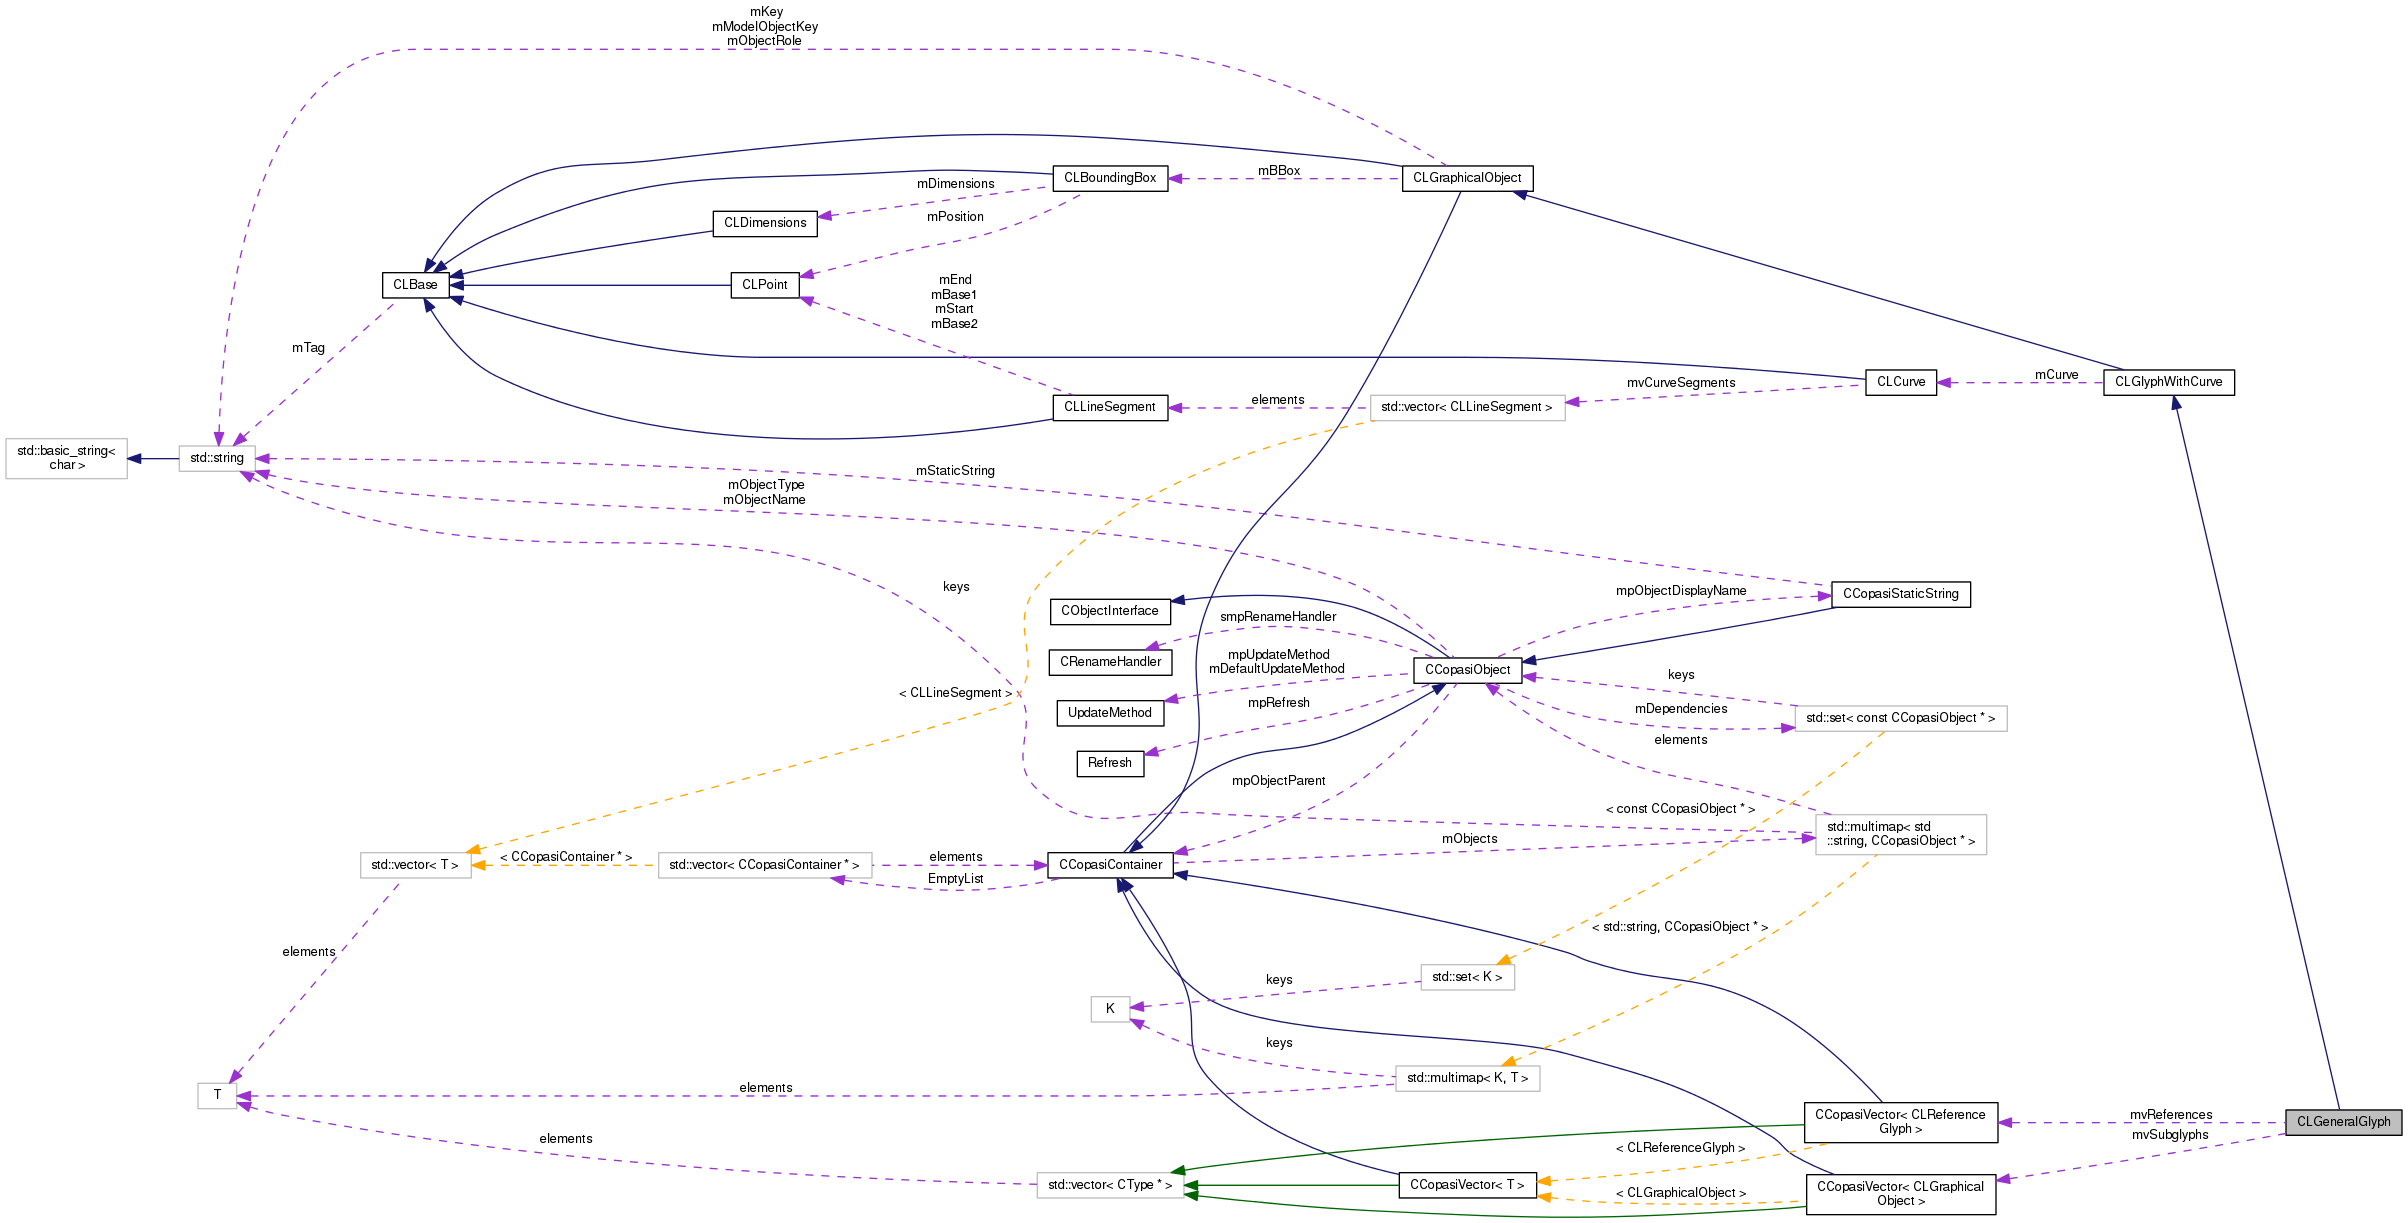 mKey
mModelObjectKey
mObjectRole
CLBoundingBox
mBBox
CLGraphicalObject
mDimensions
CLDimensions
mPosition
CLBase
CLPoint
mEnd
mBase1
mStart
mBase2
mTag
CLLineSegment
elements
std::vector< CLLineSegment >
mvCurveSegments
CLCurve
mCurve
CLGlyphWithCurve
std::basic_string<
char >
std::string
mStaticString
mObjectType
mObjectName
keys
CObjectInterface
smpRenameHandler
CRenameHandler
mpUpdateMethod
mDefaultUpdateMethod
UpdateMethod
mpRefresh
Refresh
CCopasiObject
mpObjectDisplayName
CCopasiStaticString
keys
mDependencies
std::set< const CCopasiObject * >
elements
< CLLineSegment >
mpObjectParent
< const CCopasiObject * >
std::multimap< std
::string, CCopasiObject * >
mObjects
std::vector< T >
< CCopasiContainer * >
std::vector< CCopasiContainer * >
elements
EmptyList
CCopasiContainer
< std::string, CCopasiObject * >
elements
std::set< K >
keys
K
keys
std::multimap< K, T >
elements
T
elements
CCopasiVector< CLReference
Glyph >
mvReferences
CLGeneralGlyph
mvSubglyphs
< CLReferenceGlyph >
std::vector< CType * >
CCopasiVector< T >
< CLGraphicalObject >
CCopasiVector< CLGraphical
Object >